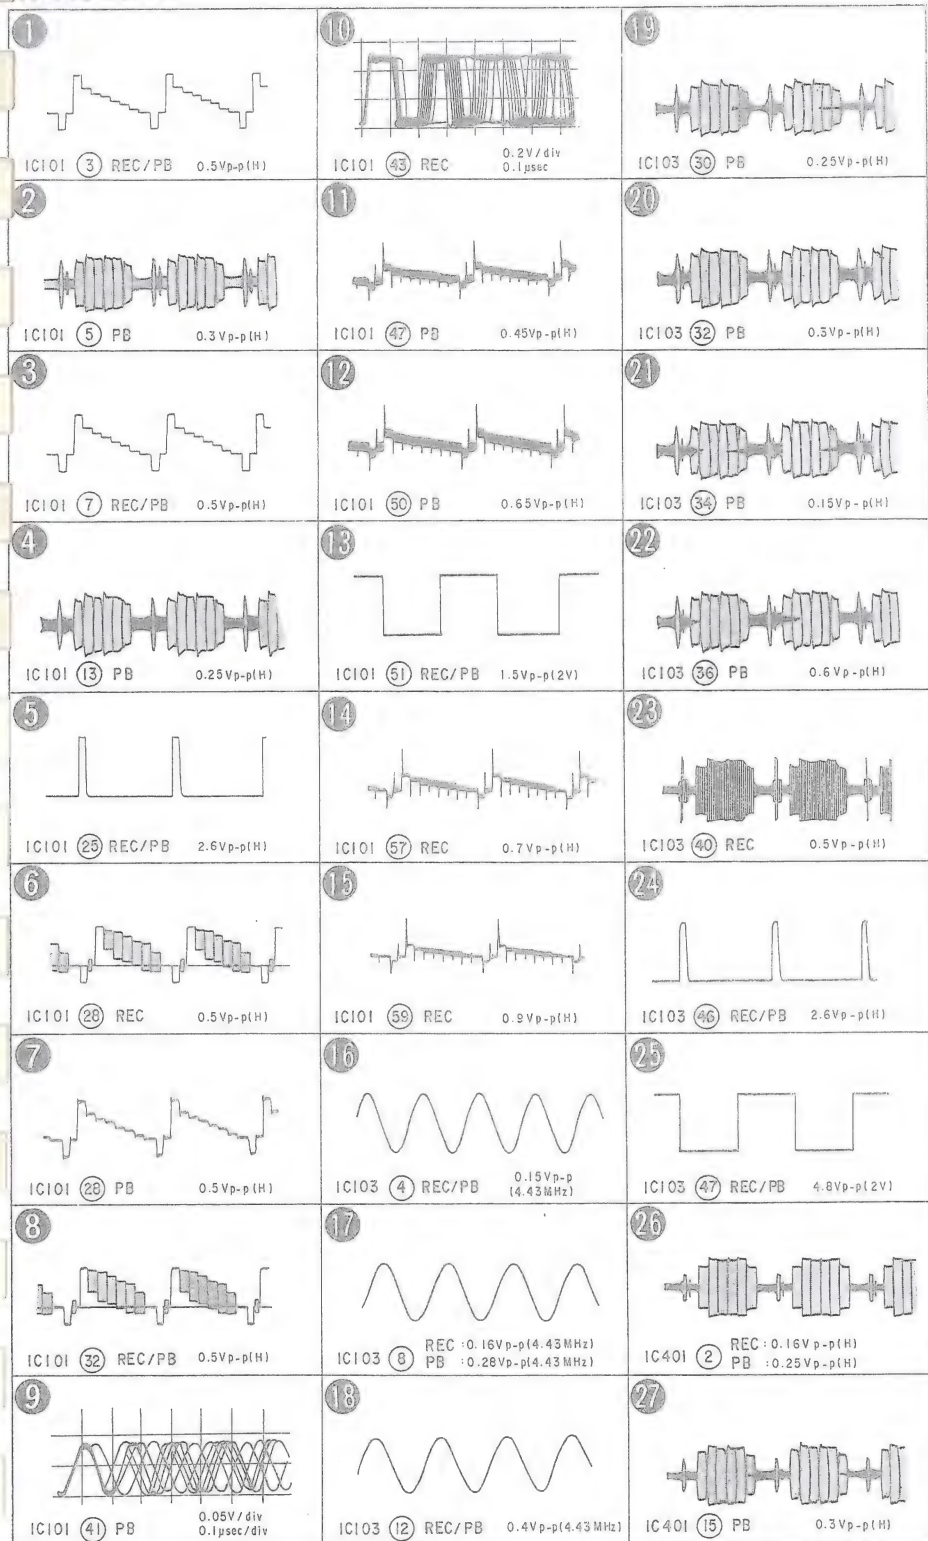 1
IC101 3 REC/PB 0.5Vp-p(H)
2
IC101 5 PB 0.3Vp-p(H)
3
IC101 7 REC/PB 0.5Vp-p(H)
4
IC101 13 PB 0.25Vp-p(H)
5
IC101 25 REC/PB 2.6Vp-p(H)
6
IC101 28 REC 0.5Vp-p(H)
7
IC101 28 PB 0.5Vp-p(H)
8
IC101 32 REC/PB 0.5Vp-p(H)
9
0.05V/div
IC101 41 PB 0.1μsec/div
10
0.2V/div
IC101 43 REC 0.1μsec
11
IC101 47 PB 0.45Vp-p(H)
12
IC101 50 PB 0.65Vp-p(H)
13
IC101 51 REC/PB 1.5Vp-p(2V)
14
IC101 57 REC 0.7Vp-p(H)
15
IC101 59 REC 0.9Vp-p(H)
16
0.15Vp-p
IC103 4 REC/PB (4.43MHz)
17
REC :0.16Vp-p(4.43MHz)
IC103 8 PB :0.28Vp-p(4.43MHz)
18
IC103 12 REC/PB 0.4Vp-p(4.43MHz)
19
IC103 30 PB 0.25Vp-p(H)
20
IC103 32 PB 0.3Vp-p(H)
21
IC103 34 PB 0.15Vp-p(H)
22
IC103 36 PB 0.6Vp-p(H)
23
IC103 40 REC 0.5Vp-p(H)
24
IC103 46 REC/PB 2.6Vp-p(H)
25
IC103 47 REC/PB 4.8Vp-p(2V)
26
REC :0.16Vp-p(H)
IC401 2 PB :0.25Vp-p(H)
27
IC401 15 PB 0.3Vp-p(H)